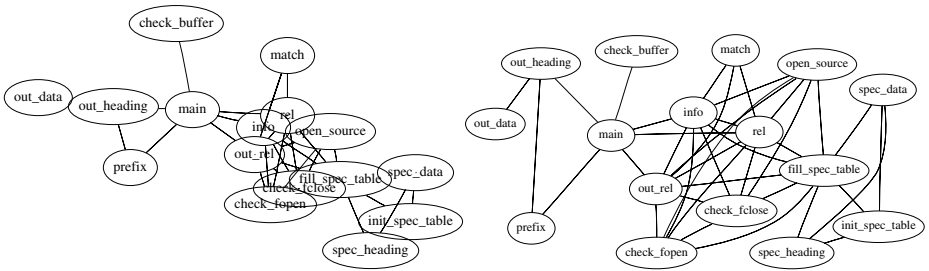 check_buffer
match
out_data
out_heading
main
rel
info
open_source
out_rel
prefix
fill_spec_table
spec_data
check_fclose
check_fopen
init_spec_table
spec_heading
out_heading
check_buffer
match
open_source
spec_data
info
out_data
main
rel
fill_spec_table
out_rel
check_fclose
prefix
init_spec_table
check_fopen
spec_heading